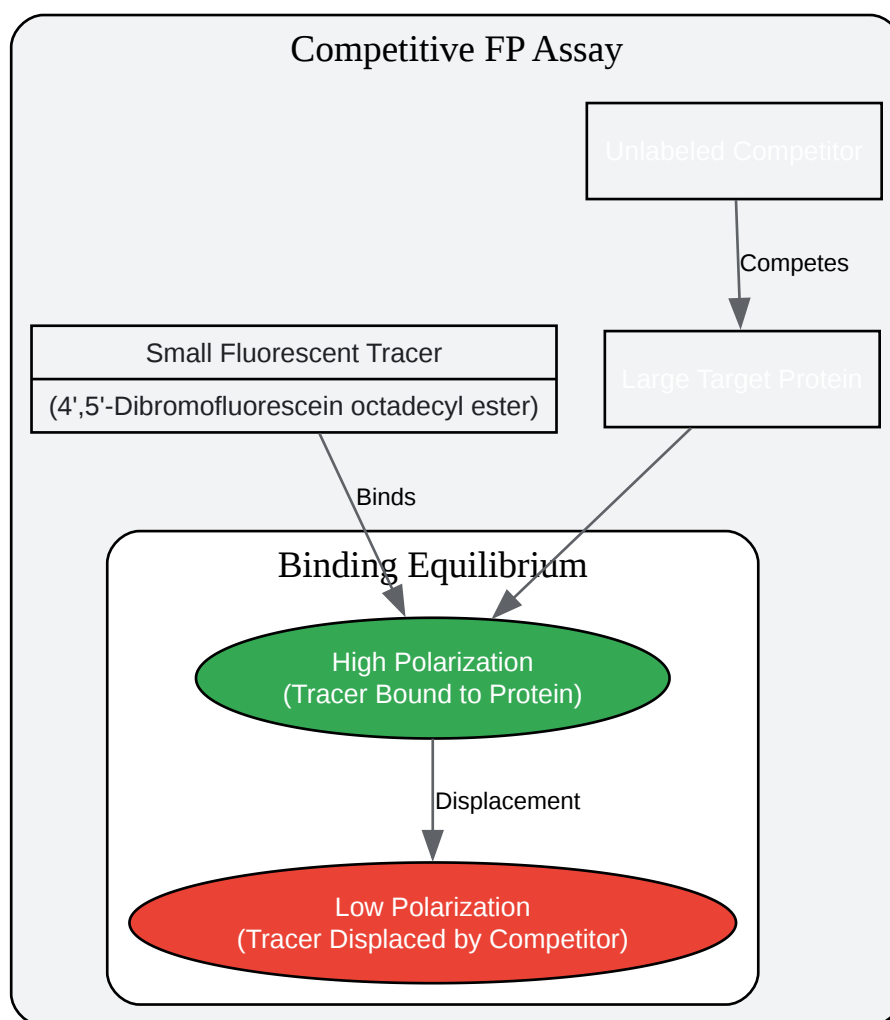 Competitive FP Assay
Unlabeled Competitor
Competes
Small Fluorescent Tracer
(4',5'-Dibromofluorescein octadecyl ester)
Large Target Protein
Binds
Binding Equilibrium
High Polarization
(Tracer Bound to Protein)
Displacement
Low Polarization
(Tracer Displaced by Competitor)